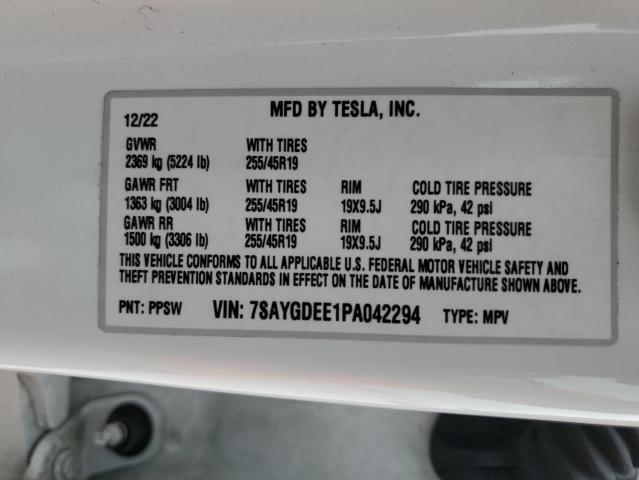 MFD BY TESLA, INC.
12/22
GVWR WITH TIRES
2369 kg (5224 lb) 255/45R19
GAWR FRT WITH TIRES RIM COLD TIRE PRESSURE
1363 kg (3004 lb) 255/45R19 19X9.5J 290 kPa, 42 psi
GAWR RR WITH TIRES RIM COLD TIRE PRESSURE
1500 kg (3306 lb) 255/45R19 19X9.5J 290 kPa, 42 psi
THIS VEHICLE CONFORMS TO ALL APPLICABLE U.S. FEDERAL MOTOR VEHICLE SAFETY AND
THEFT PREVENTION STANDARDS IN EFFECT ON THE DATE OF MANUFACTURE SHOWN ABOVE.
PNT: PPSW VIN: 7SAYGDEE1PA042294 TYPE: MPV